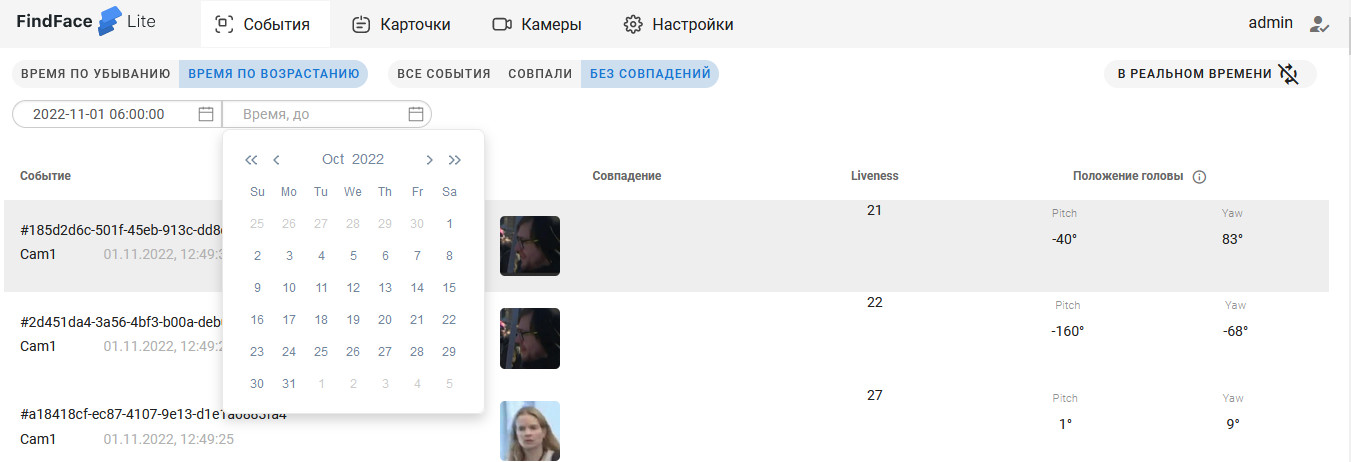 FindFace Lite События Карточки Камеры Настройки admin
ВРЕМЯ ПО УБЫВАНИЮ ВРЕМЯ ПО ВОЗРАСТАНИЮ ВСЕ СОБЫТИЯ СОВПАЛИ БЕЗ СОВПАДЕНИЙ В РЕАЛЬНОМ ВРЕМЕНИ
2022-11-01 06:00:00 Время, до
Oct 2022
Su Mo Tu We Th Fr Sa
25 26 27 28 29 30 1
2 3 4 5 6 7 8
9 10 11 12 13 14 15
16 17 18 19 20 21 22
23 24 25 26 27 28 29
30 31 1 2 3 4 5
Событие Совпадение Liveness Положение головы
#185d2d6c-501f-45eb-913c-dd8 21 Pitch Yaw
Cam1 01.11.2022, 12:49: -40° 83°
#2d451da4-3a56-4bf3-b00a-deb 22 Pitch Yaw
Cam1 01.11.2022, 12:49:2 -160° -68°
#a18418cf-ec87-4107-9e13-d1e1 27 Pitch Yaw
Cam1 01.11.2022, 12:49:25 1° 9°